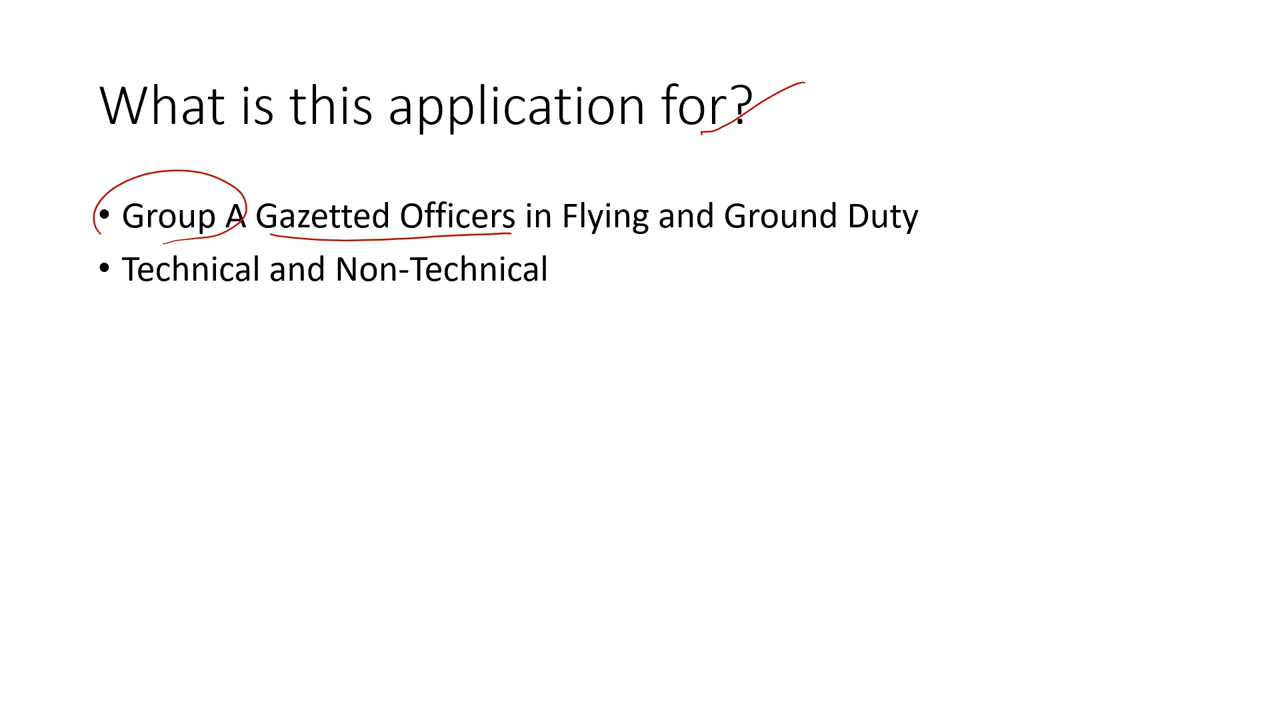 What is this application for?
• Group A Gazetted Officers in Flying and Ground Duty
• Technical and Non-Technical